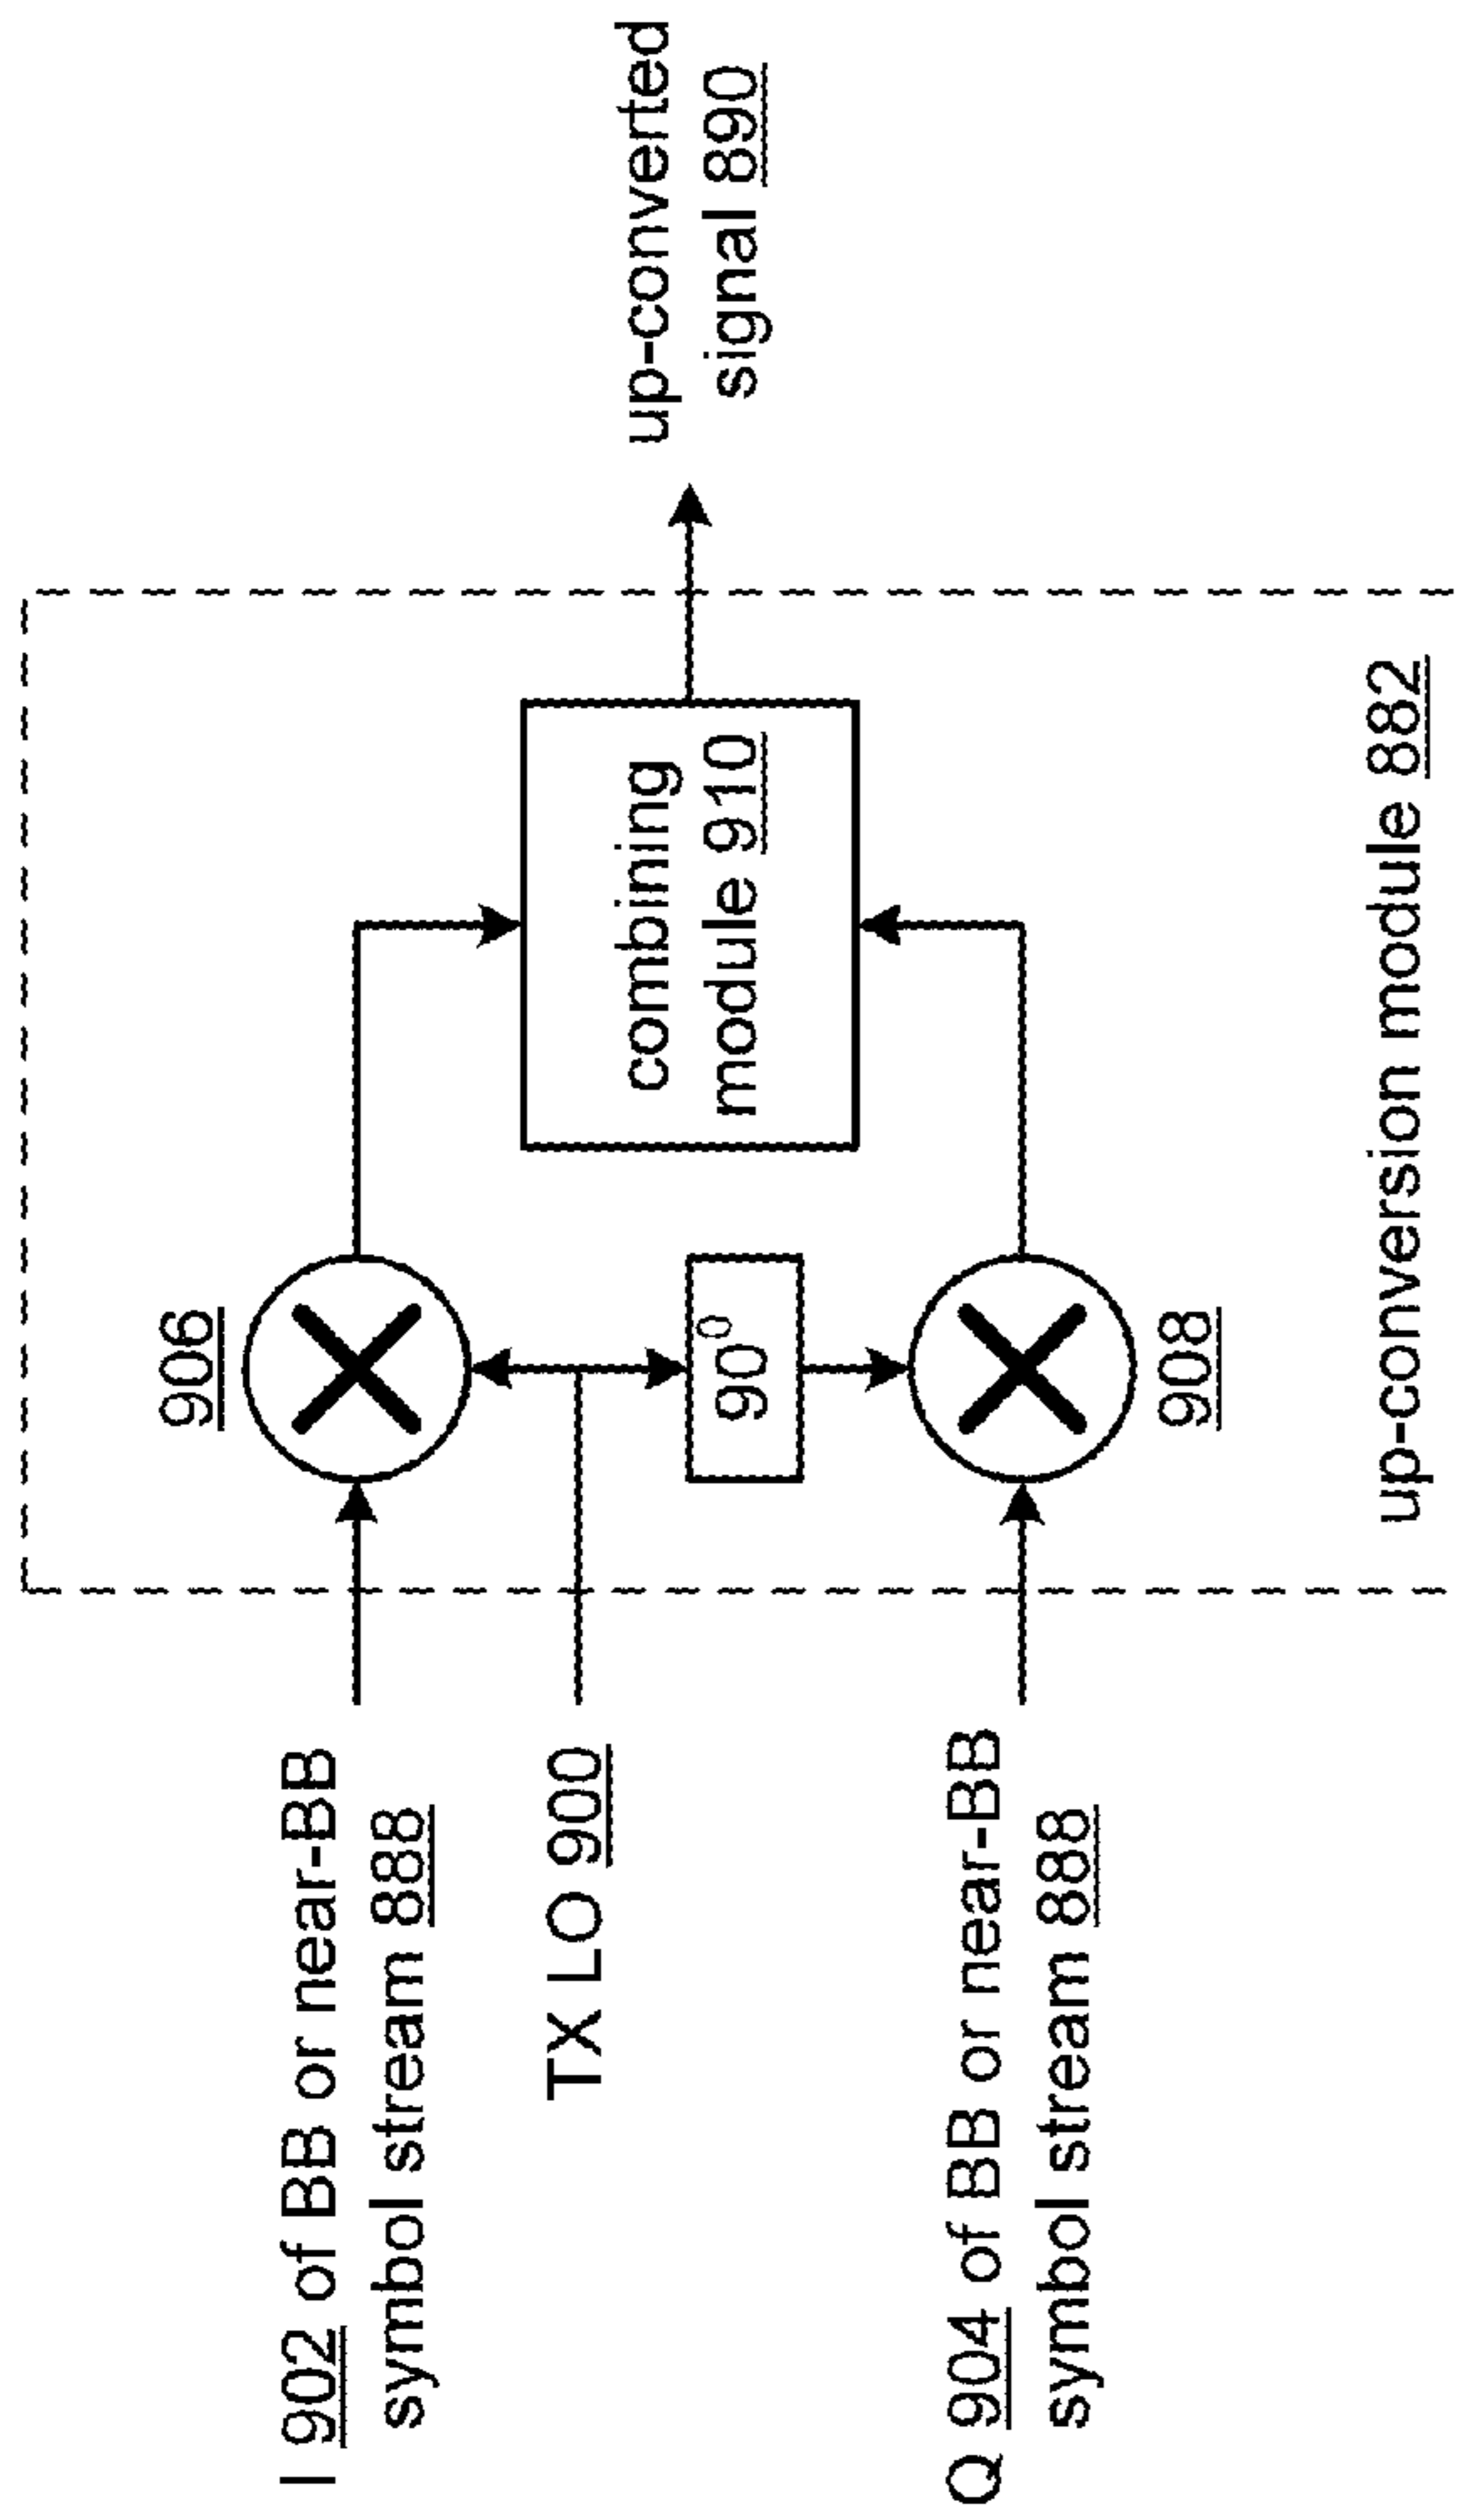 I 902 of BB or near-BB
symbol stream 888
TX LO 900
Q 904 of BB or near-BB
symbol stream 888
906
90⁰
908
combining
module 910
up-conversion module 882
up-converted
signal 890